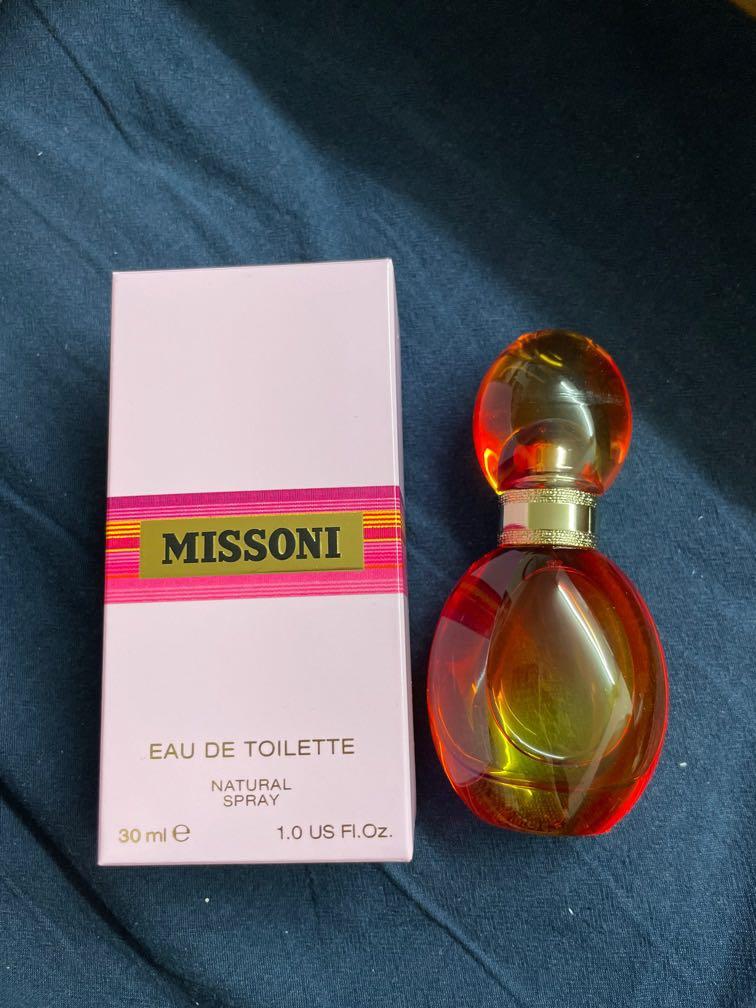 MISSONI
EAU DE TOILETTE
NATURAL
SPRAY
30 ml ℮ 1.0 US Fl.Oz.